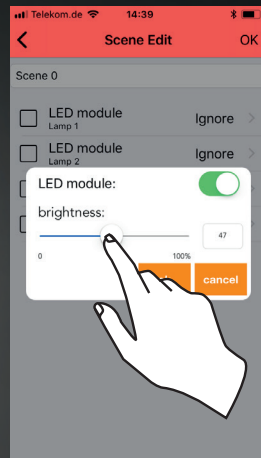 Telekom.de 14:39
Scene Edit OK
Scene 0
LED module Ignore
Lamp 1
LED module Ignore
Lamp 2
LED module:
brightness:
47
0 100%
cancel